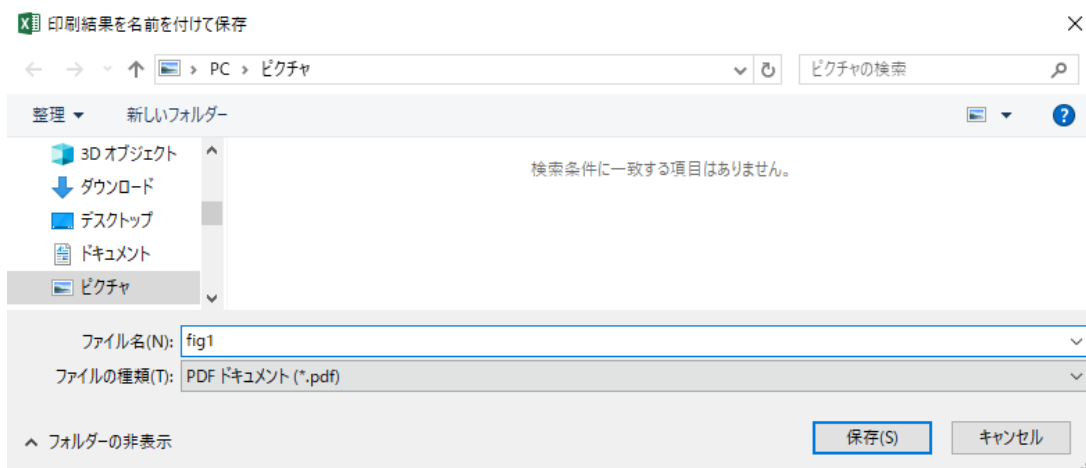 印刷結果を名前を付けて保存
PC › ピクチャ
ピクチャの検索
整理 新しいフォルダー
3D オブジェクト
ダウンロード
デスクトップ
ドキュメント
ピクチャ
検索条件に一致する項目はありません。
ファイル名(N): fig1
ファイルの種類(T): PDF ドキュメント (*.pdf)
フォルダーの非表示
保存(S) キャンセル